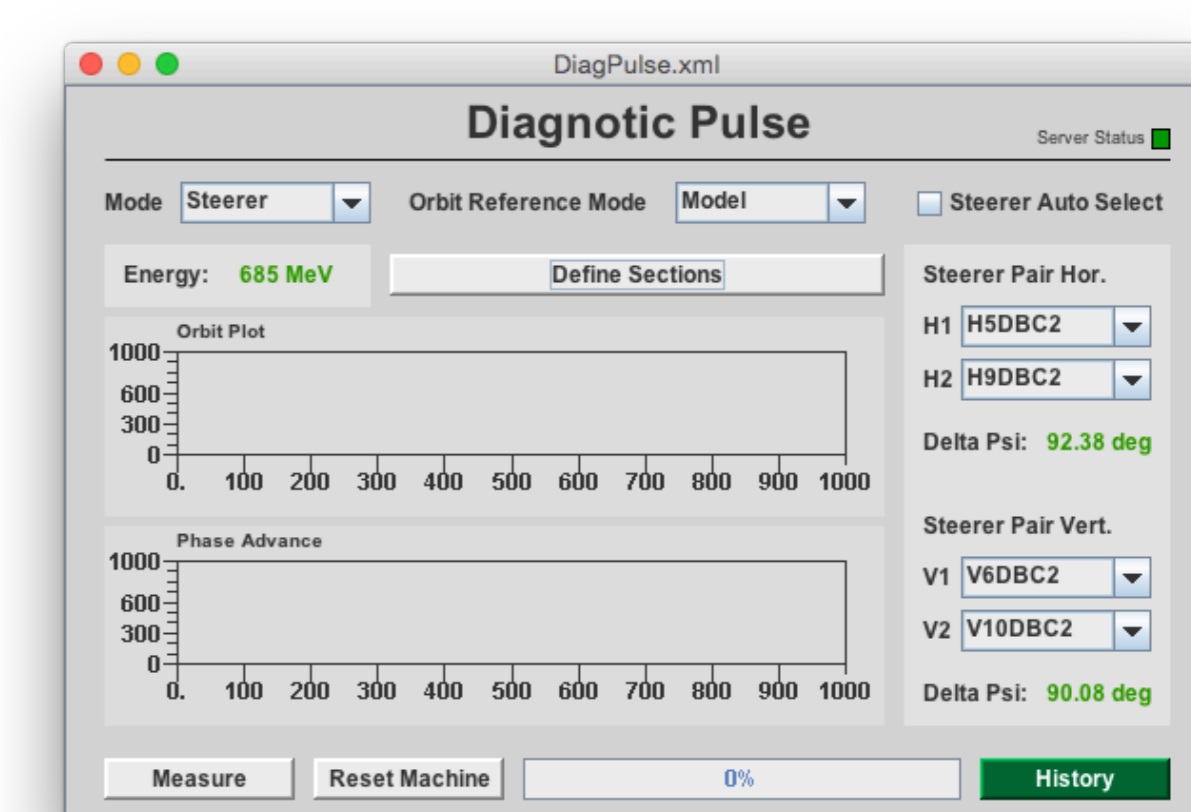 DiagPulse.xml
Diagnotic Pulse
Server Status
Mode Steerer Orbit Reference Mode Model Steerer Auto Select
Energy: 685 MeV Define Sections
Orbit Plot
1000
600
300
0
0. 100 200 300 400 500 600 700 800 900 1000
Phase Advance
1000
600
300
0
0. 100 200 300 400 500 600 700 800 900 1000
Steerer Pair Hor.
H1 H5DBC2
H2 H9DBC2
Delta Psi: 92.38 deg
Steerer Pair Vert.
V1 V6DBC2
V2 V10DBC2
Delta Psi: 90.08 deg
Measure Reset Machine 0% History